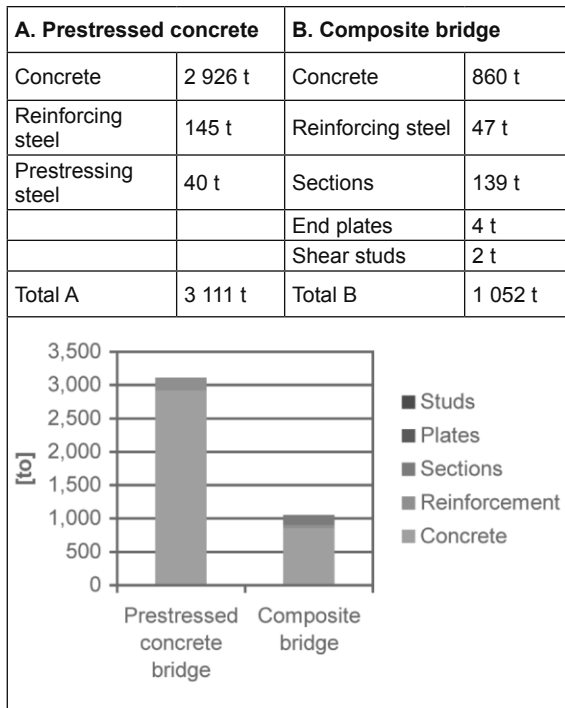 A. Prestressed concrete B. Composite bridge
Concrete 2 926 t Concrete 860 t
Reinforcing
steel 145 t Reinforcing steel 47 t
Prestressing
steel 40 t Sections 139 t
End plates 4 t
Shear studs 2 t
Total A 3 111 t Total B 1 052 t
3,500
3,000
2,500
2,000
1,500
1,000
500
0
[to]
Prestressed
concrete
bridge
Composite
bridge
Studs
Plates
Sections
Reinforcement
Concrete